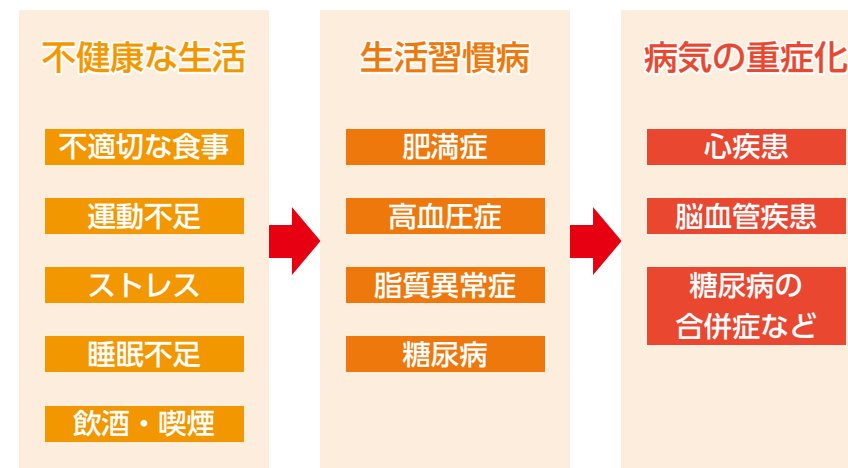 不健康な生活
不適切な食事
運動不足
ストレス
睡眠不足
飲酒・喫煙
生活習慣病
肥満症
高血圧症
脂質異常症
糖尿病
病気の重症化
心疾患
脳血管疾患
糖尿病の
合併症など